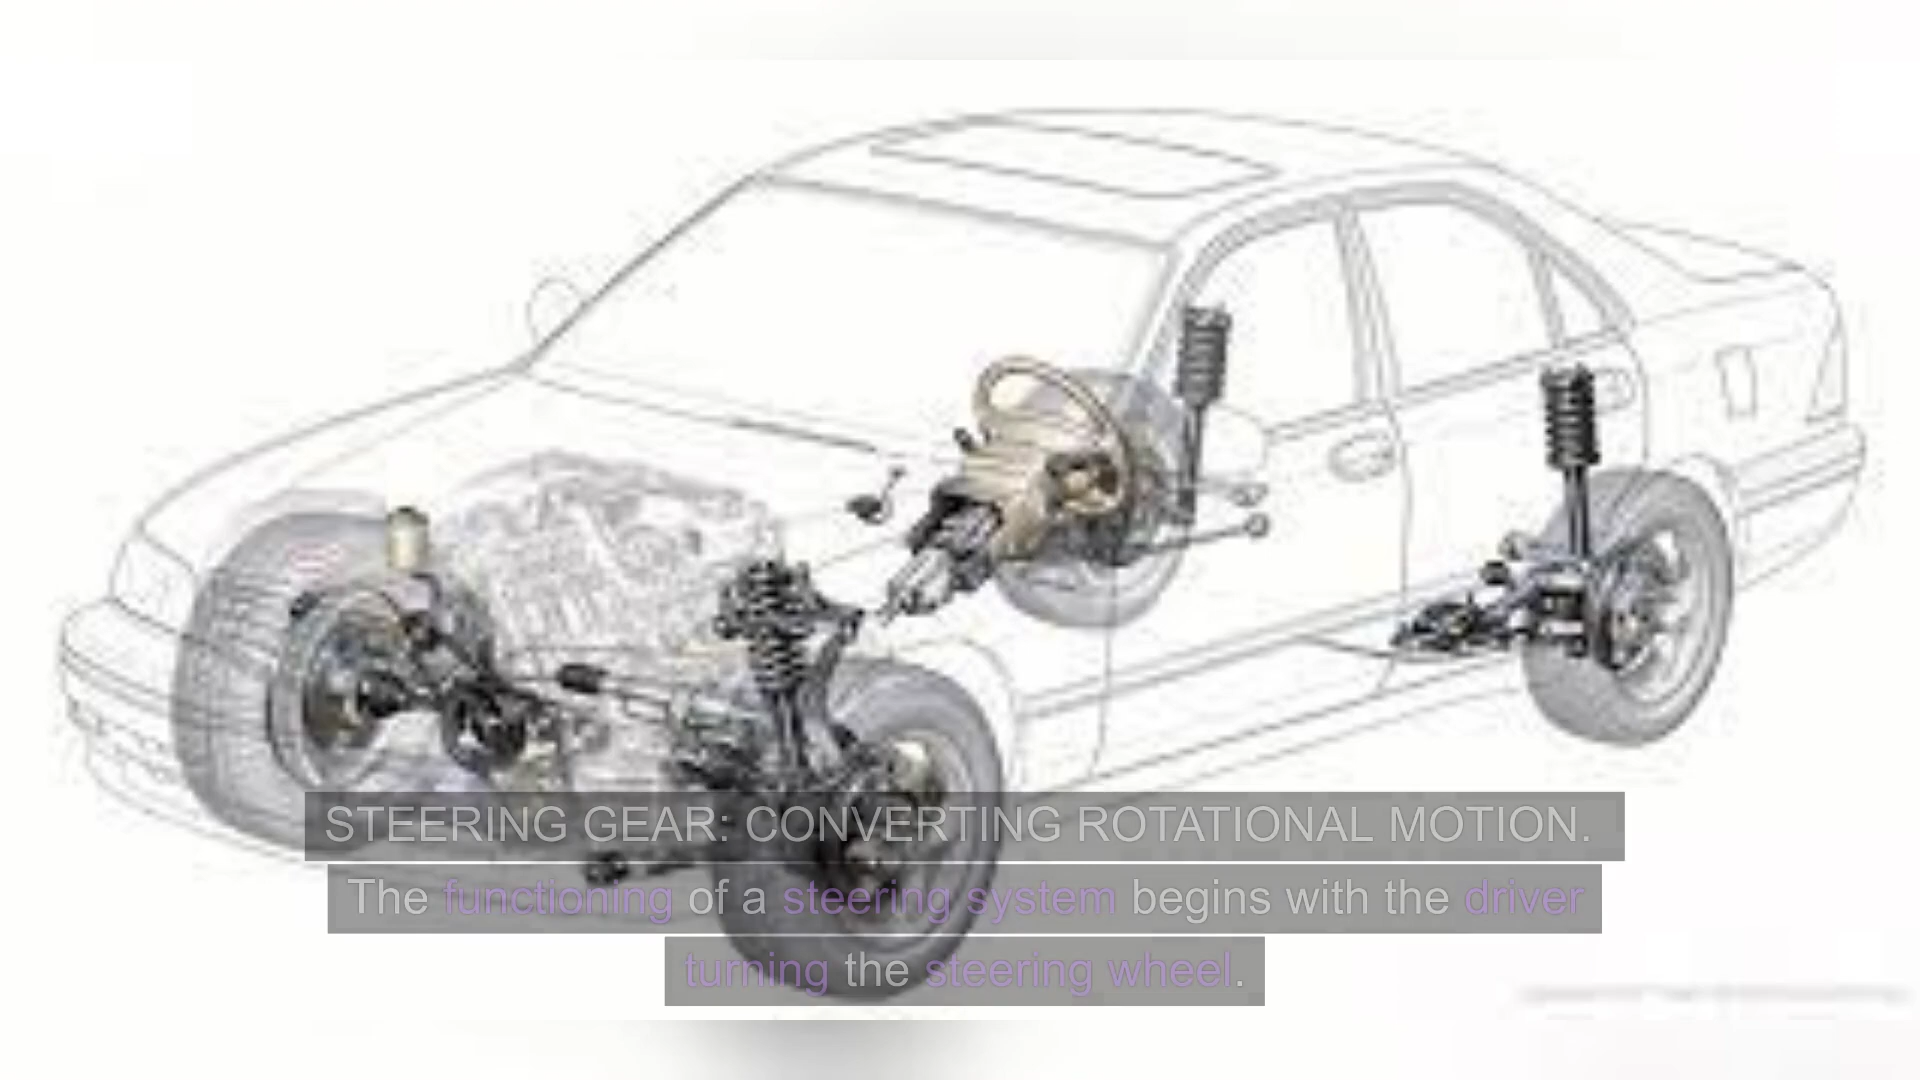 STEERING GEAR: CONVERTING ROTATIONAL MOTION.
The functioning of a steering system begins with the driver
turning the steering wheel.